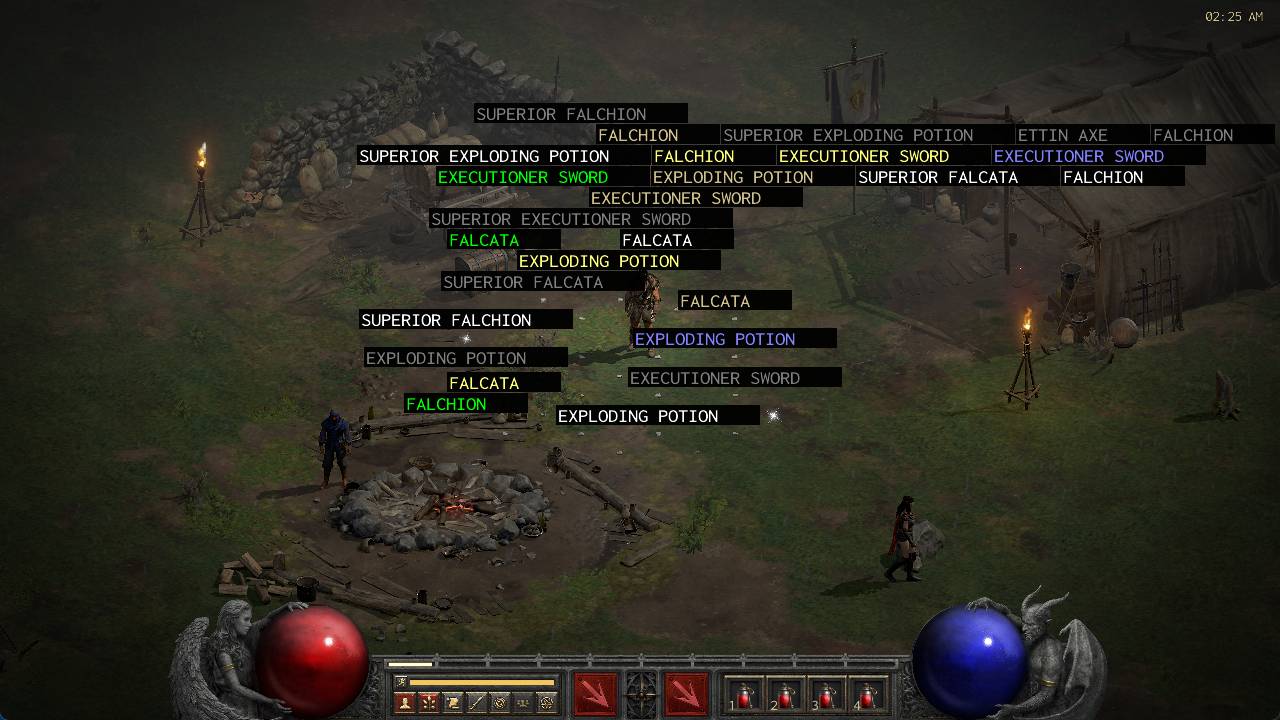 02:25 AM
SUPERIOR FALCHION
FALCHION SUPERIOR EXPLODING POTION ETTIN AXE FALCHION
SUPERIOR EXPLODING POTION FALCHION EXECUTIONER SWORD EXECUTIONER SWORD
EXECUTIONER SWORD EXPLODING POTION SUPERIOR FALCATA FALCHION
EXECUTIONER SWORD
SUPERIOR EXECUTIONER SWORD
FALCATA FALCATA
EXPLODING POTION
SUPERIOR FALCATA
FALCATA
SUPERIOR FALCHION
EXPLODING POTION
EXPLODING POTION
EXECUTIONER SWORD
FALCATA
FALCHION
EXPLODING POTION
1 2 3 4